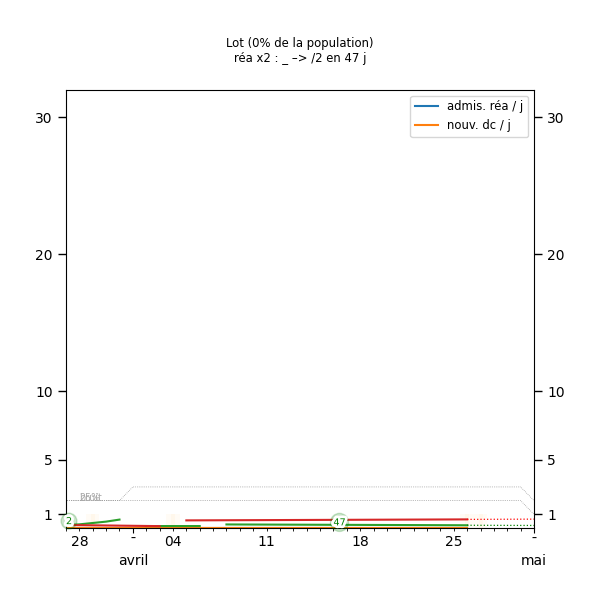 Lot (0% de la population)
réa x2 : _ –> /2 en 47 j
admis. réa / j
nouv. dc / j
30 30
20 20
10 10
5 5
1 1
2
47
28 - 04 11 18 25 -
avril mai